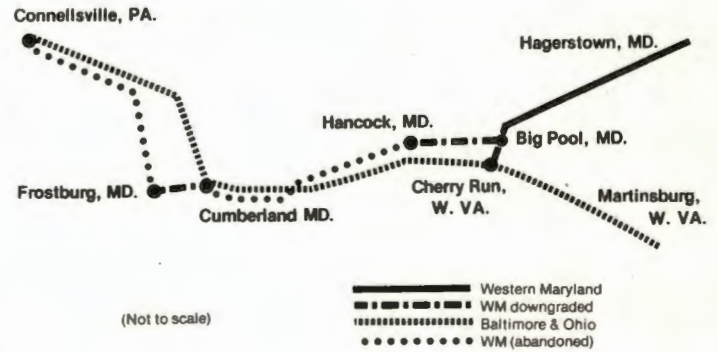 Connellsville, PA.
Hagerstown, MD.
Hancock, MD.
Big Pool, MD.
Frostburg, MD.
Cherry Run,
W. VA.
Cumberland MD.
Martinsburg,
W. VA.
(Not to scale)
Western Maryland
WM downgraded
Baltimore & Ohio
WM (abandoned)